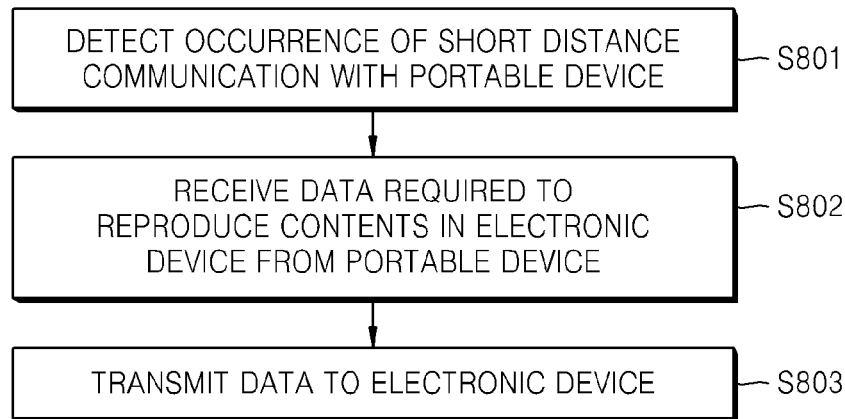 DETECT OCCURRENCE OF SHORT DISTANCE
COMMUNICATION WITH PORTABLE DEVICE
S801
RECEIVE DATA REQUIRED TO
REPRODUCE CONTENTS IN ELECTRONIC
DEVICE FROM PORTABLE DEVICE
S802
TRANSMIT DATA TO ELECTRONIC DEVICE
S803